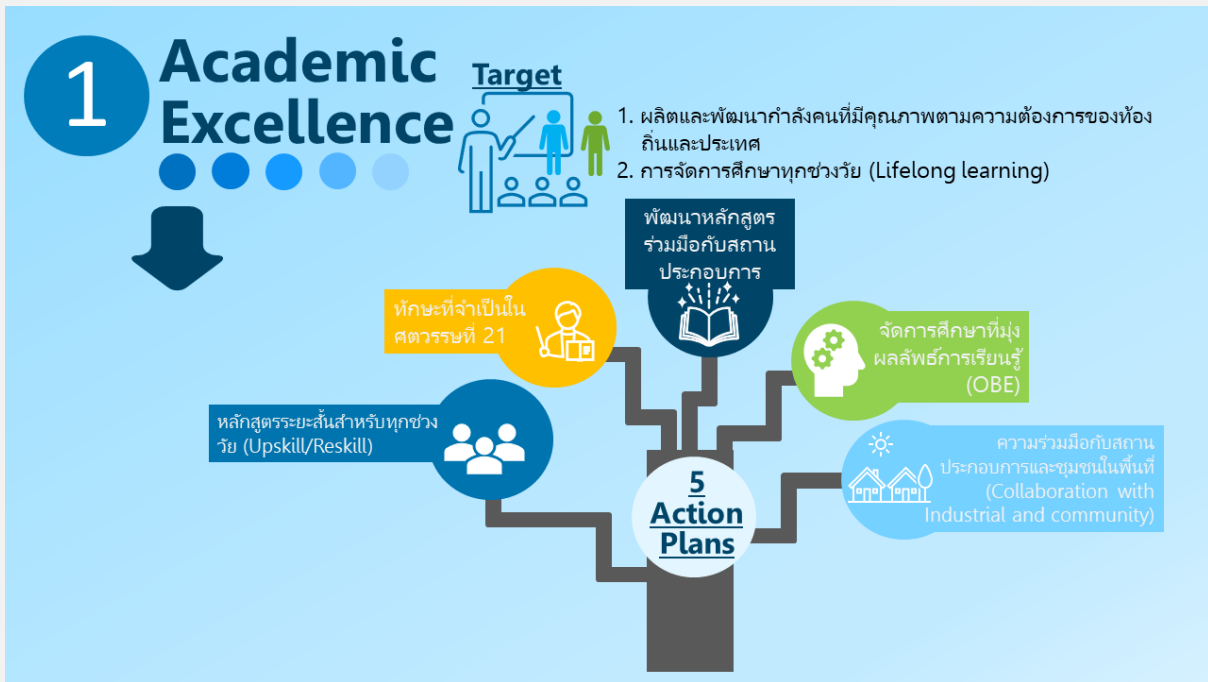 1
Academic
Excellence
Target
1. ผลิตและพัฒนากำลังคนที่มีคุณภาพตามความต้องการของท้อง
ถิ่นและประเทศ
2. การจัดการศึกษาทุกช่วงวัย (Lifelong learning)
พัฒนาหลักสูตร
ร่วมมือกับสถาน
ประกอบการ
ทักษะที่จำเป็นใน
ศตวรรษที่ 21
จัดการศึกษาที่มุ่ง
ผลลัพธ์การเรียนรู้
(OBE)
หลักสูตรระยะสั้นสำหรับทุกช่วง
วัย (Upskill/Reskill)
ความร่วมมือกับสถาน
ประกอบการและชุมชนในพื้นที่
(Collaboration with
Industrial and community)
5
Action
Plans